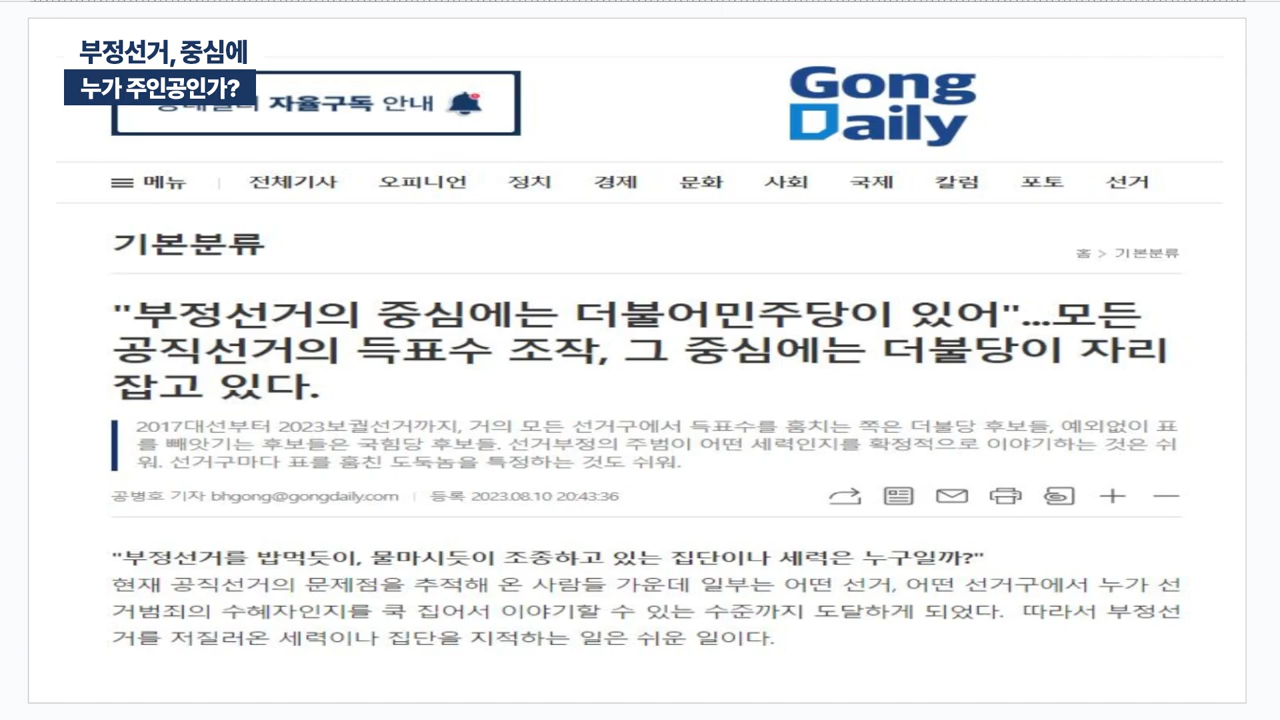 부정선거, 중심에
누가 주인공인가?
자율구독 안내
Gong
Daily
메뉴 전체기사 오피니언 정치 경제 문화 사회 국제 칼럼 포토 선거
기본분류
홈 > 기본분류
"부정선거의 중심에는 더불어민주당이 있어"...모든
공직선거의 득표수 조작, 그 중심에는 더불당이 자리
잡고 있다.
2017대선부터 2023보궐선거까지, 거의 모든 선거구에서 득표수를 훔치는 쪽은 더불당 후보들, 예외없이 표
를 빼앗기는 후보들은 국힘당 후보들. 선거부정의 주범이 어떤 세력인지를 확정적으로 이야기하는 것은 쉬
워. 선거구마다 표를 훔친 도둑놈을 특정하는 것도 쉬워.
공병호 기자 bhgong@gongdaily.com 등록 2023.08.10 20:43:36
"부정선거를 밥먹듯이, 물마시듯이 조종하고 있는 집단이나 세력은 누구일까?"
현재 공직선거의 문제점을 추적해 온 사람들 가운데 일부는 어떤 선거, 어떤 선거구에서 누가 선
거범죄의 수혜자인지를 쿡 집어서 이야기할 수 있는 수준까지 도달하게 되었다. 따라서 부정선
거를 저질러온 세력이나 집단을 지적하는 일은 쉬운 일이다.